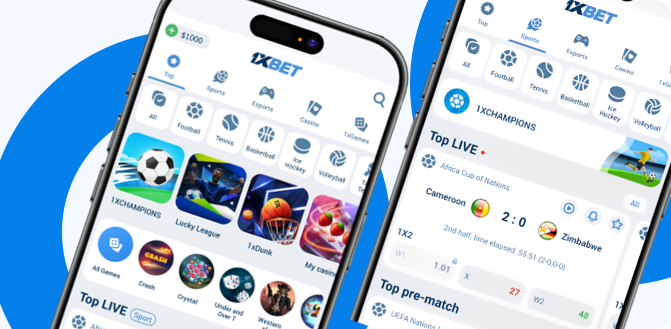 $1000
1XBET
Top
Sports
Esports
Casino
1xGames
All
Football
Tennis
Basketball
Ice
Hockey
Volleyball
1XCHAMPIONS
Lucky League
1xDunk
My casino
All Games
CRASH
Crash
Crystal
Under and
Over 7
Western
Top LIVE
Sport
1XBET
Top
Sports
Esports
Casino
All
Football
Tennis
Basketball
Ice
Hockey
Volleyball
1XCHAMPIONS
Top LIVE
All
Africa Cup of Nations
Cameroon
2 : 0
Zimbabwe
2nd half, time elapsed: 55:51 (2-0,0-0)
1X2
W1
1.01
X
27
W2
48
Top pre-match
UEFA Nations